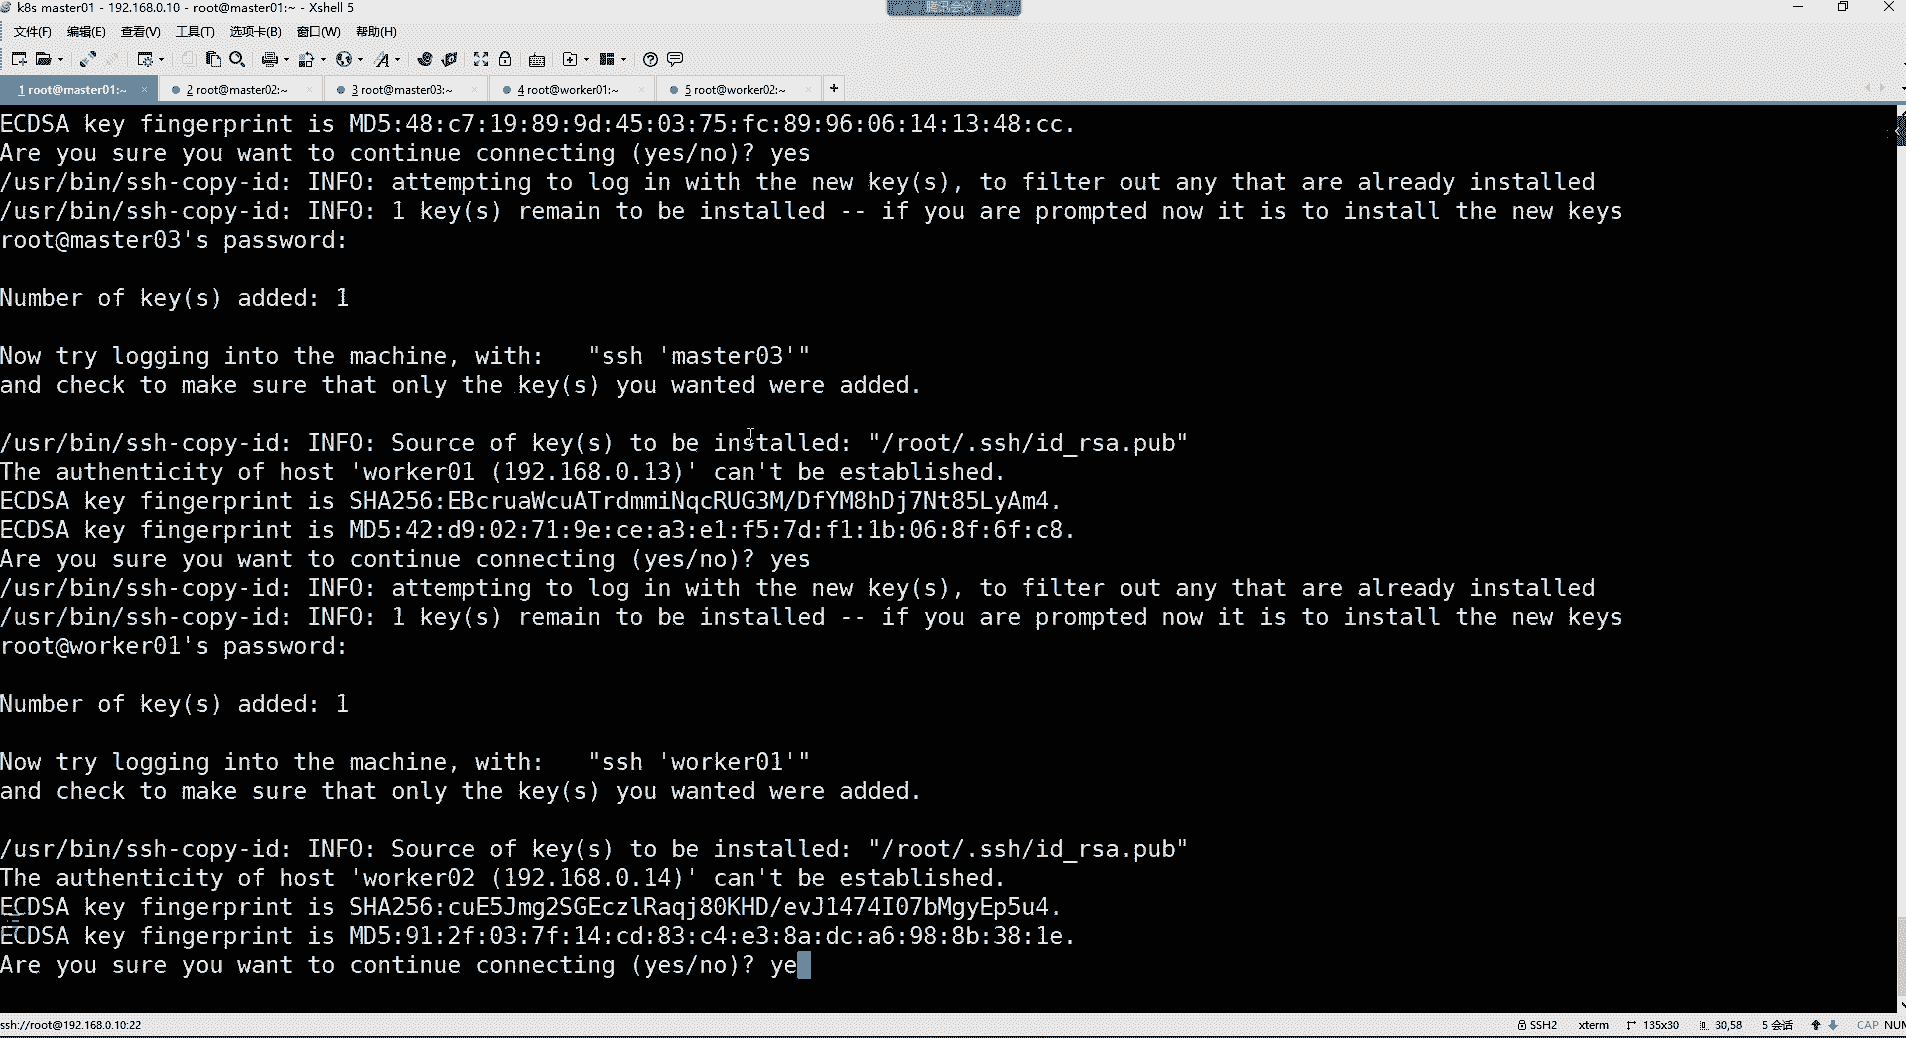 k8s master01 - 192.168.0.10 - root@master01:~ - Xshell 5
腾讯会议
文件(F) 编辑(E) 查看(V) 工具(T) 选项卡(B) 窗口(W) 帮助(H)
1 root@master01:~ 2 root@master02:~ 3 root@master03:~ 4 root@worker01:~ 5 root@worker02:~ +
ECDSA key fingerprint is MD5:48:c7:19:89:9d:45:03:75:fc:89:96:06:14:13:48:cc.
Are you sure you want to continue connecting (yes/no)? yes
/usr/bin/ssh-copy-id: INFO: attempting to log in with the new key(s), to filter out any that are already installed
/usr/bin/ssh-copy-id: INFO: 1 key(s) remain to be installed -- if you are prompted now it is to install the new keys
root@master03's password:
Number of key(s) added: 1
Now try logging into the machine, with:   "ssh 'master03'"
and check to make sure that only the key(s) you wanted were added.
/usr/bin/ssh-copy-id: INFO: Source of key(s) to be installed: "/root/.ssh/id_rsa.pub"
The authenticity of host 'worker01 (192.168.0.13)' can't be established.
ECDSA key fingerprint is SHA256:EBcruaWcuATrdmmiNqcRUG3M/DfYM8hDj7Nt85LyAm4.
ECDSA key fingerprint is MD5:42:d9:02:71:9e:ce:a3:e1:f5:7d:f1:1b:06:8f:6f:c8.
Are you sure you want to continue connecting (yes/no)? yes
/usr/bin/ssh-copy-id: INFO: attempting to log in with the new key(s), to filter out any that are already installed
/usr/bin/ssh-copy-id: INFO: 1 key(s) remain to be installed -- if you are prompted now it is to install the new keys
root@worker01's password:
Number of key(s) added: 1
Now try logging into the machine, with:   "ssh 'worker01'"
and check to make sure that only the key(s) you wanted were added.
/usr/bin/ssh-copy-id: INFO: Source of key(s) to be installed: "/root/.ssh/id_rsa.pub"
The authenticity of host 'worker02 (192.168.0.14)' can't be established.
ECDSA key fingerprint is SHA256:cuE5Jmg2SGEczlRaqj80KHD/evJ1474I07bMgyEp5u4.
ECDSA key fingerprint is MD5:91:2f:03:7f:14:cd:83:c4:e3:8a:dc:a6:98:8b:38:1e.
Are you sure you want to continue connecting (yes/no)? ye
ssh://root@192.168.0.10:22 SSH2 xterm 135x30 30,58 5 会话 CAP NUM